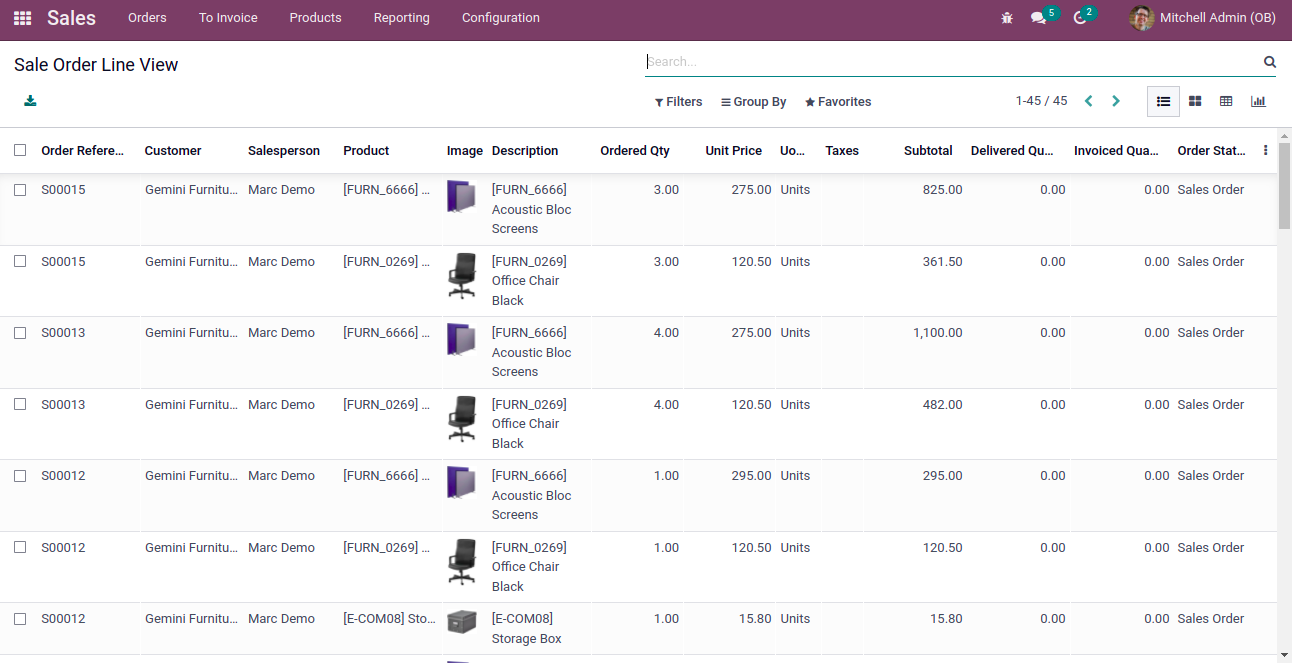 Sales Orders To Invoice Products Reporting Configuration 5 2 Mitchell Admin (OB)
Sale Order Line View Search...
Filters Group By Favorites 1-45 / 45
Order Refere... Customer Salesperson Product Image Description Ordered Qty Unit Price Uo... Taxes Subtotal Delivered Qu... Invoiced Qua... Order Stat...
S00015 Gemini Furnitu... Marc Demo [FURN_6666] ... [FURN_6666] 3.00 275.00 Units 825.00 0.00 0.00 Sales Order
Acoustic Bloc
Screens
S00015 Gemini Furnitu... Marc Demo [FURN_0269] ... [FURN_0269] 3.00 120.50 Units 361.50 0.00 0.00 Sales Order
Office Chair
Black
S00013 Gemini Furnitu... Marc Demo [FURN_6666] ... [FURN_6666] 4.00 275.00 Units 1,100.00 0.00 0.00 Sales Order
Acoustic Bloc
Screens
S00013 Gemini Furnitu... Marc Demo [FURN_0269] ... [FURN_0269] 4.00 120.50 Units 482.00 0.00 0.00 Sales Order
Office Chair
Black
S00012 Gemini Furnitu... Marc Demo [FURN_6666] ... [FURN_6666] 1.00 295.00 Units 295.00 0.00 0.00 Sales Order
Acoustic Bloc
Screens
S00012 Gemini Furnitu... Marc Demo [FURN_0269] ... [FURN_0269] 1.00 120.50 Units 120.50 0.00 0.00 Sales Order
Office Chair
Black
S00012 Gemini Furnitu... Marc Demo [E-COM08] Sto... [E-COM08] 1.00 15.80 Units 15.80 0.00 0.00 Sales Order
Storage Box